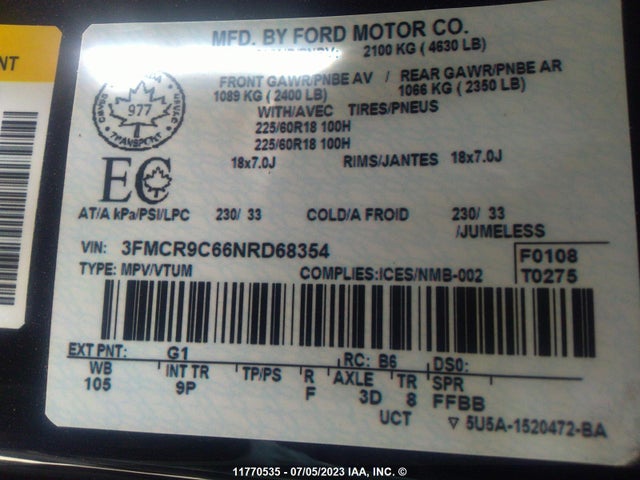 NT
MFD. BY FORD MOTOR CO.
2100 KG ( 4630 LB)
FRONT GAWR/PNBE AV / REAR GAWR/PNBE AR
1089 KG ( 2400 LB) 1066 KG ( 2350 LB)
WITH/AVEC TIRES/PNEUS
225/60R18 100H
225/60R18 100H
18x7.0J RIMS/JANTES 18x7.0J
977
TRANSPORT
EC
AT/A kPa/PSI/LPC 230/ 33 COLD/A FROID 230/ 33
/JUMELESS
VIN: 3FMCR9C66NRD68354 F0108
TYPE: MPV/VTUM COMPLIES:ICES/NMB-002 T0275
EXT PNT: G1 RC: B6 DSO:
WB INT TR TP/PS R AXLE TR SPR
105 9P F 3D 8 FFBB
UCT 5U5A-1520472-BA
11770535 - 07/05/2023 IAA, INC. ©